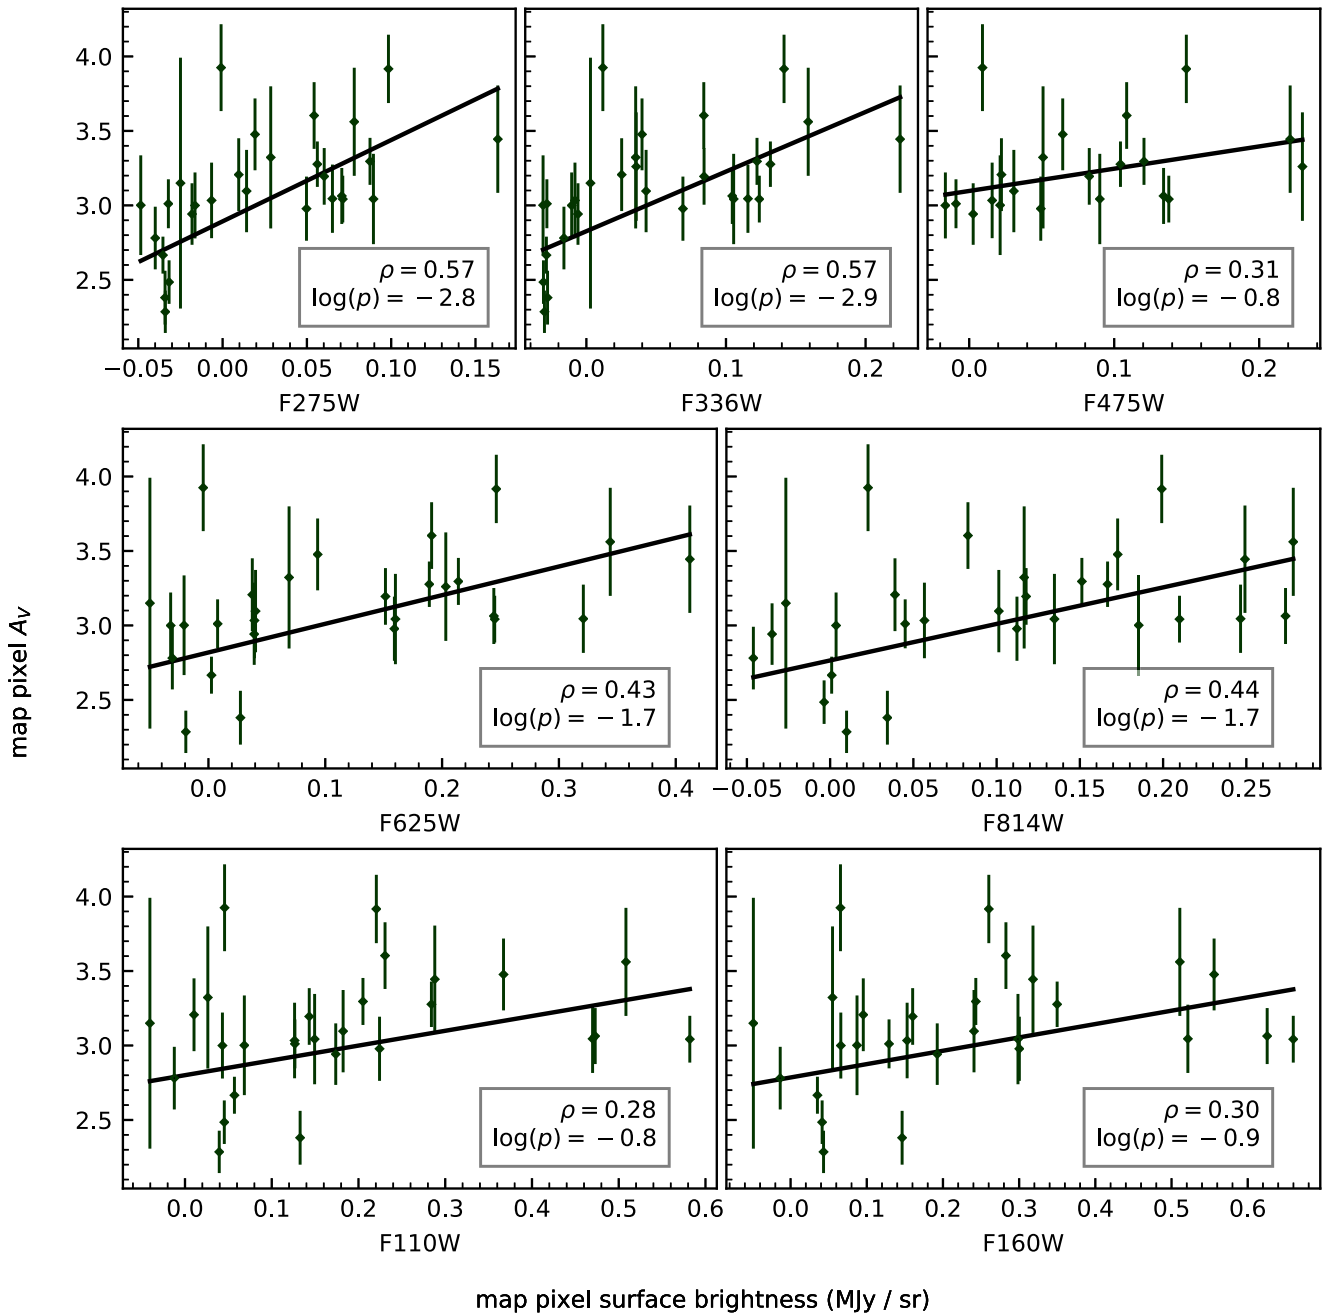 4.0
3.5
3.0
2.5
ρ = 0.57
log(p) = − 2.8
ρ = 0.57
log(p) = − 2.9
ρ = 0.31
log(p) = − 0.8
−0.05 0.00 0.05 0.10 0.15
0.0 0.1 0.2
0.0 0.1 0.2
F275W
F336W
F475W
map pixel A_V
4.0
3.5
3.0
2.5
ρ = 0.43
log(p) = − 1.7
ρ = 0.44
log(p) = − 1.7
0.0 0.1 0.2 0.3 0.4
−0.05 0.00 0.05 0.10 0.15 0.20 0.25
F625W
F814W
4.0
3.5
3.0
2.5
ρ = 0.28
log(p) = − 0.8
ρ = 0.30
log(p) = − 0.9
0.0 0.1 0.2 0.3 0.4 0.5 0.6
0.0 0.1 0.2 0.3 0.4 0.5 0.6
F110W
F160W
map pixel surface brightness (MJy / sr)